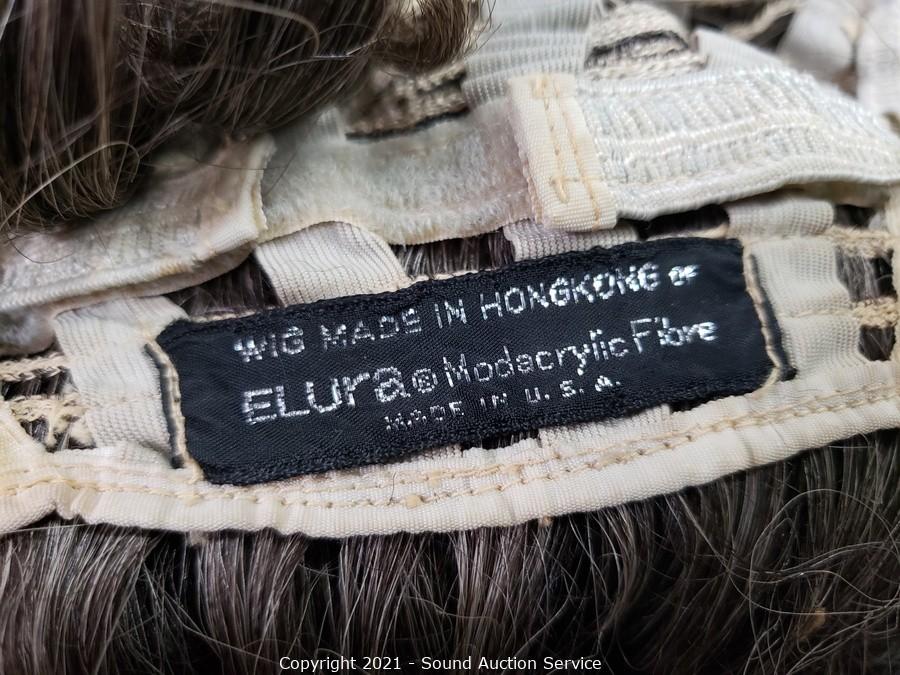 WIG MADE IN HONGKONG OF
ELUra® Modacrylic Fibre
MADE IN U.S.A.
Copyright 2021 - Sound Auction Service